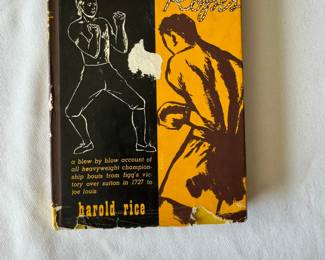 a blow by blow account of
all heavyweight champion-
ship bouts from figg's vic-
tory over sutton in 1727 to
joe louis
harold rice